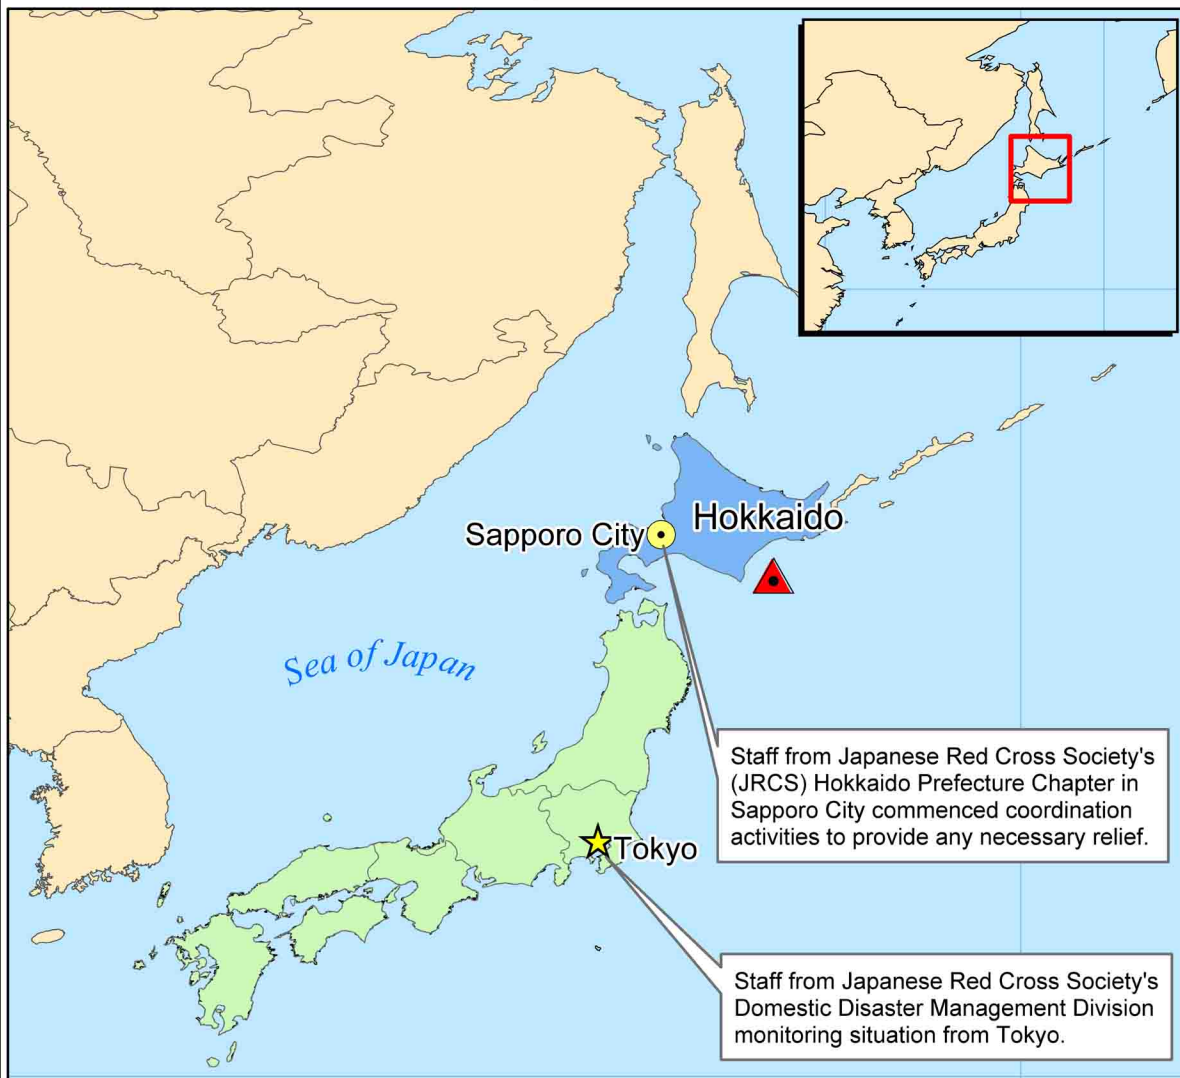 Hokkaido
Sapporo City
Sea of Japan
Staff from Japanese Red Cross Society's
(JRCS) Hokkaido Prefecture Chapter in
Sapporo City commenced coordination
activities to provide any necessary relief.
Tokyo
Staff from Japanese Red Cross Society's
Domestic Disaster Management Division
monitoring situation from Tokyo.